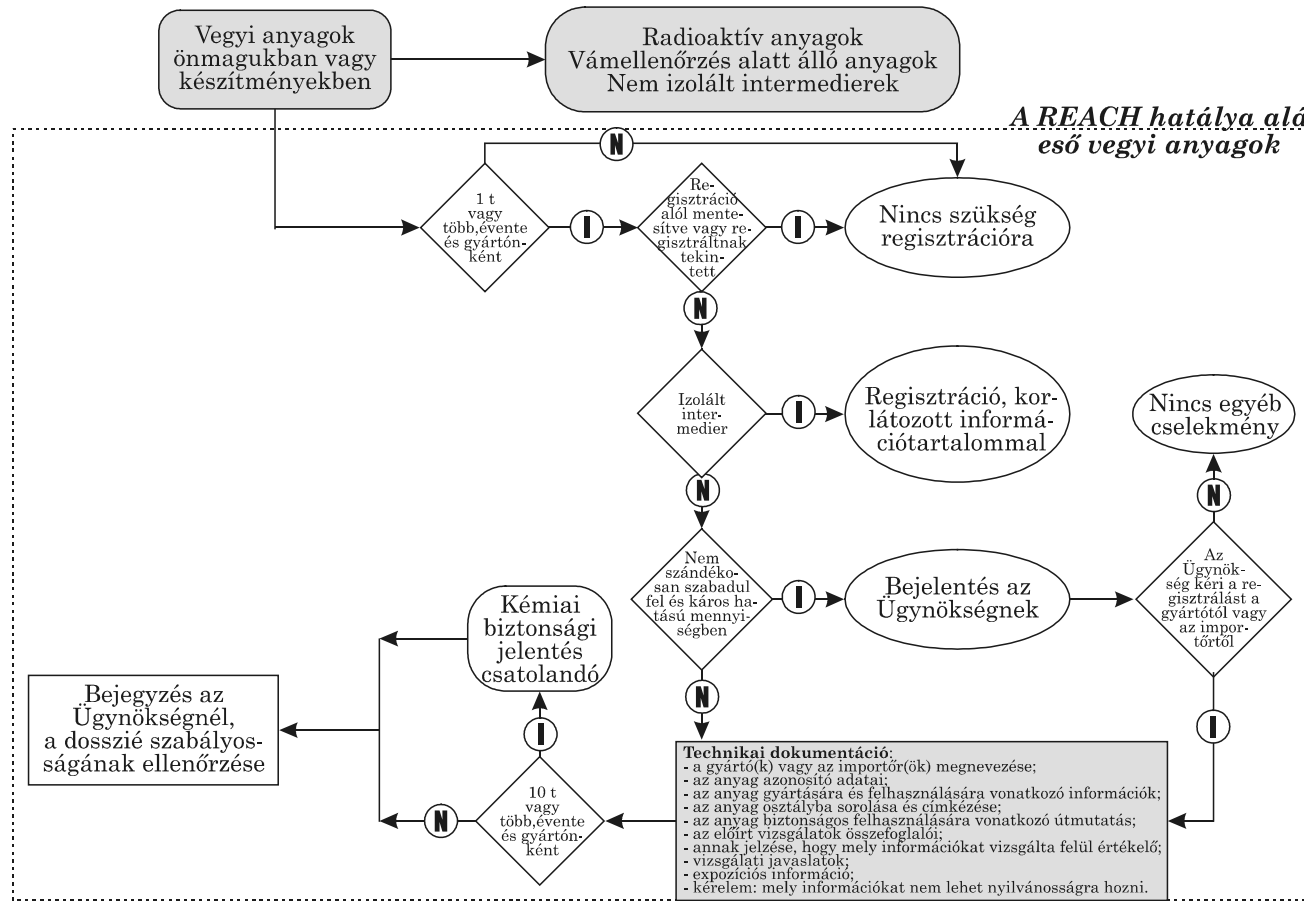 Vegyi anyagok
önmagukban vagy
készítményekben
Radioaktív anyagok
Vámellenőrzés alatt álló anyagok
Nem izolált intermedierek
A REACH hatálya alá
eső vegyi anyagok
N
1 t
vagy
több,évente
és gyártón-
ként
I
Re-
gisztráció
alól mente-
sítve vagy re-
gisztráltnak
tekin-
tett
I
Nincs szükség
regisztrációra
N
Izolált
inter-
medier
I
Regisztráció, kor-
látozott informá-
ciótartalommal
Nincs egyéb
cselekmény
N
N
Nem
szándéko-
san szabadul
fel és káros ha-
tású mennyi-
ségben
I
Bejelentés az
Ügynökségnek
Az
Ügynök-
ség kéri a re-
gisztrálást a
gyártótól vagy
az impor-
tőrtől
Kémiai
biztonsági
jelentés
csatolandó
N
I
Bejegyzés az
Ügynökségnél,
a dosszié szabályos-
ságának ellenőrzése
I
N
10 t
vagy
több,évente
és gyártón-
ként
Technikai dokumentáció:
- a gyártó(k) vagy az importőr(ök) megnevezése;
- az anyag azonosító adatai;
- az anyag gyártására és felhasználására vonatkozó információk;
- az anyag osztályba sorolása és címkézése;
- az anyag biztonságos felhasználására vonatkozó útmutatás;
- az előírt vizsgálatok összefoglalói;
- annak jelzése, hogy mely információkat vizsgálta felül értékelő;
- vizsgálati javaslatok;
- expozíciós információ;
- kérelem: mely információkat nem lehet nyilvánosságra hozni.